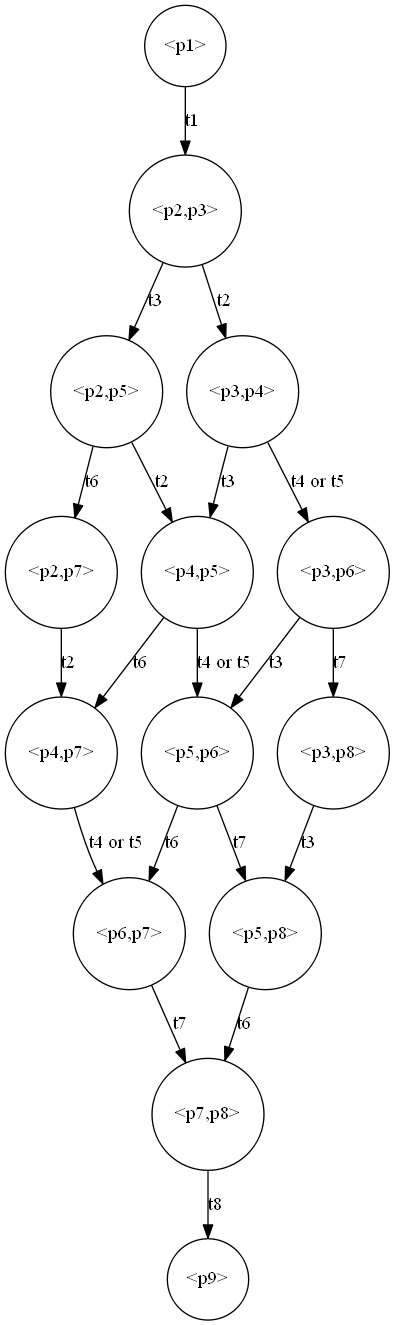 <p1>
t1
<p2,p3>
t3
t2
<p2,p5>
<p3,p4>
t6
t2
t3
t4 or t5
<p2,p7>
<p4,p5>
<p3,p6>
t2
t6
t4 or t5
t3
t7
<p4,p7>
<p5,p6>
<p3,p8>
t4 or t5
t6
t7
t3
<p6,p7>
<p5,p8>
t7
t6
<p7,p8>
t8
<p9>